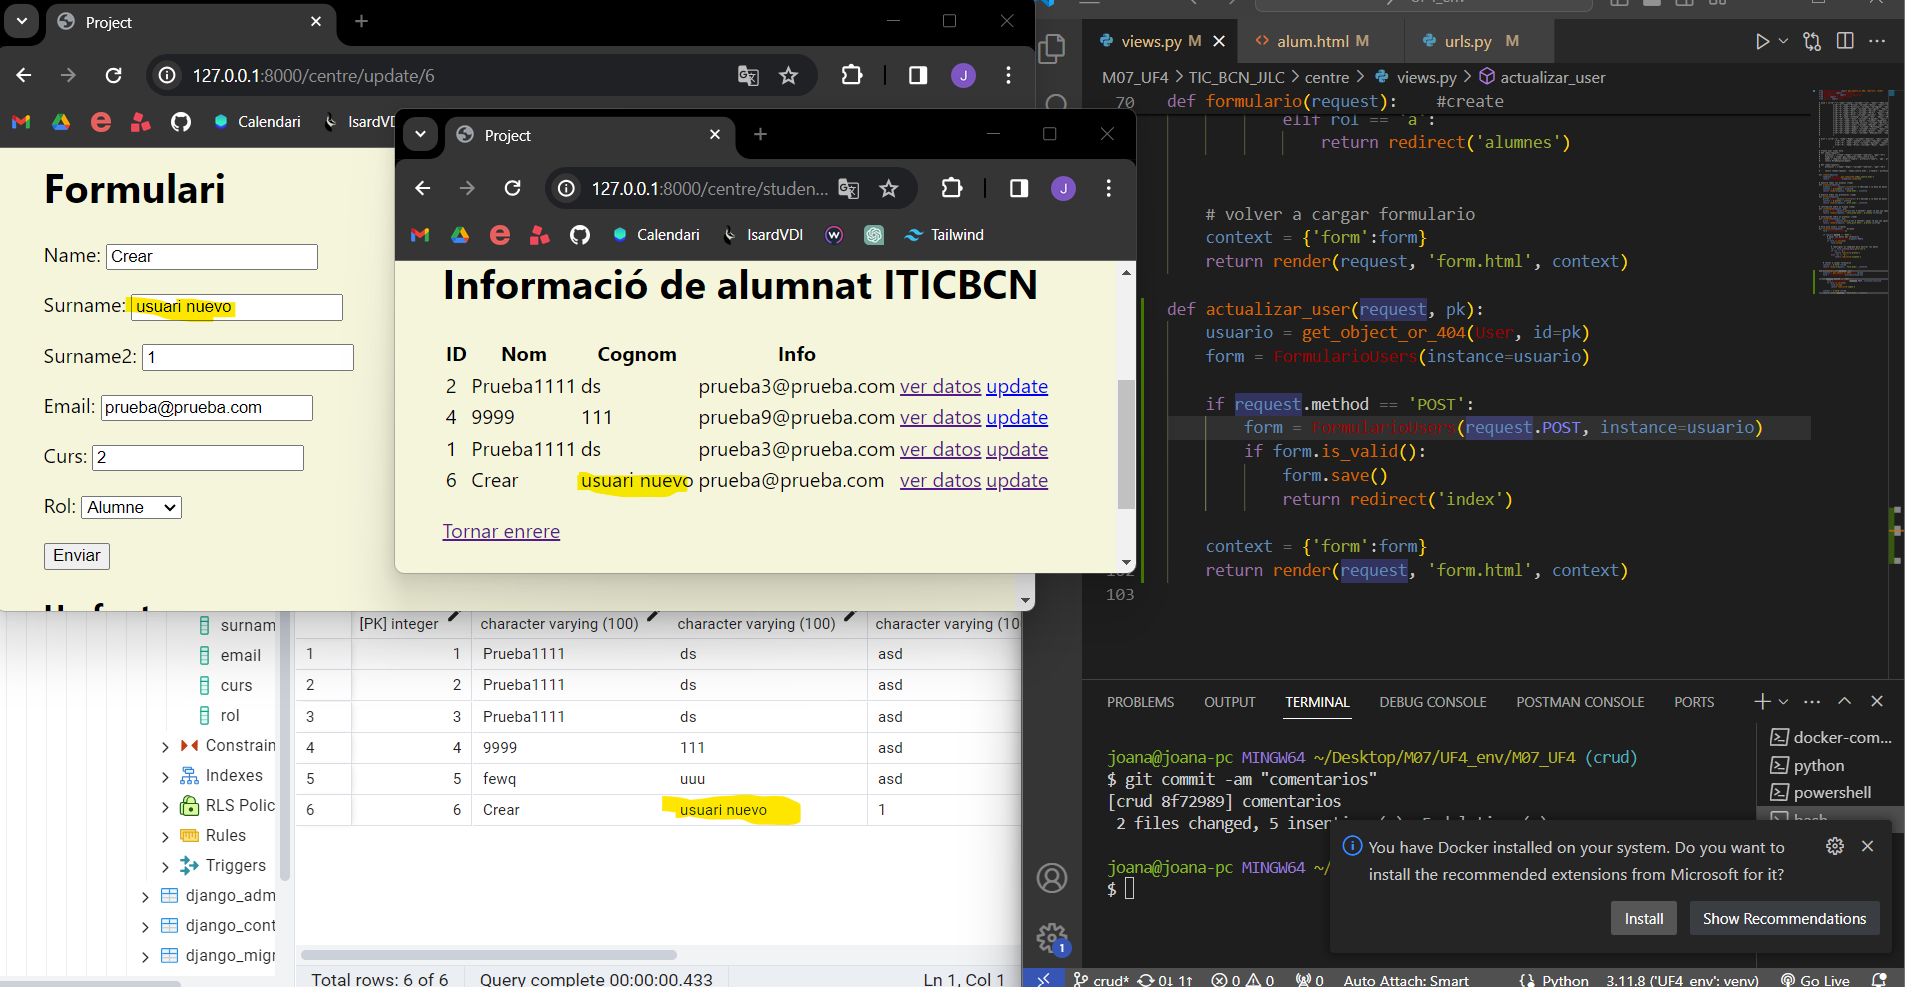 Project
127.0.0.1:8000/centre/update/6
Calendari
Formulari
Name: Crear
Surname: usuari nuevo
Surname2: 1
Email: prueba@prueba.com
Curs: 2
Rol: Alumne
Enviar
Project
127.0.0.1:8000/centre/studen...
Calendari IsardVDI Tailwind
Informació de alumnat ITICBCN
ID Nom Cognom Info
2 Prueba1111 ds prueba3@prueba.com ver datos update
4 9999 111 prueba9@prueba.com ver datos update
1 Prueba1111 ds prueba3@prueba.com ver datos update
6 Crear usuari nuevo prueba@prueba.com ver datos update
Tornar enrere
surnam
email
curs
rol
Constrain
Indexes
RLS Polic
Rules
Triggers
django_adm
django_cont
django_migr
[PK] integer character varying (100) character varying (100) character varying (10
1 1 Prueba1111 ds asd
2 2 Prueba1111 ds asd
3 3 Prueba1111 ds asd
4 4 9999 111 asd
5 5 fewq uuu asd
6 6 Crear usuari nuevo 1
Total rows: 6 of 6 Query complete 00:00:00.433 Ln 1, Col 1
views.py M alum.html M urls.py M
M07_UF4 > TIC_BCN_JJLC > centre > views.py > actualizar_user
70 def formulario(request): #create
elif rol == 'a':
return redirect('alumnes')
# volver a cargar formulario
context = {'form':form}
return render(request, 'form.html', context)
def actualizar_user(request, pk):
usuario = get_object_or_404(User, id=pk)
form = FormularioUsers(instance=usuario)
if request.method == 'POST':
form = FormularioUsers(request.POST, instance=usuario)
if form.is_valid():
form.save()
return redirect('index')
context = {'form':form}
return render(request, 'form.html', context)
103
PROBLEMS OUTPUT TERMINAL DEBUG CONSOLE POSTMAN CONSOLE PORTS
joana@joana-pc MINGW64 ~/Desktop/M07/UF4_env/M07_UF4 (crud)
$ git commit -am "comentarios"
[crud 8f72989] comentarios
2 files changed, 5
joana@joana-pc MINGW64 ~/
$
docker-com...
python
powershell
You have Docker installed on your system. Do you want to
install the recommended extensions from Microsoft for it?
Install Show Recommendations
1
crud* 0↓ 1↑ 0 0 0 Auto Attach: Smart Python 3.11.8 ('UF4_env': venv) Go Live